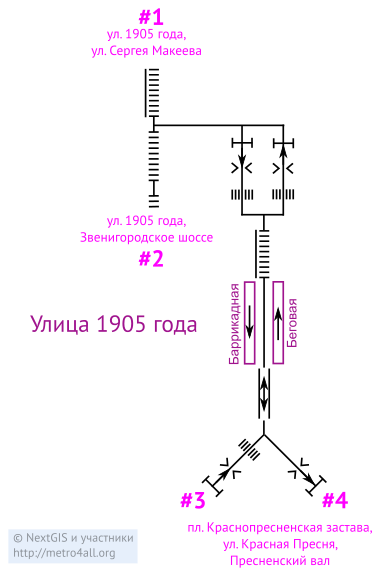 #1
ул. 1905 года,
ул. Сергея Макеева
ул. 1905 года,
Звенигородское шоссе
#2
Баррикадная
Беговая
Улица 1905 года
#3
#4
пл. Краснопресненская застава,
ул. Красная Пресня,
Пресненский вал
© NextGIS и участники
http://metro4all.org